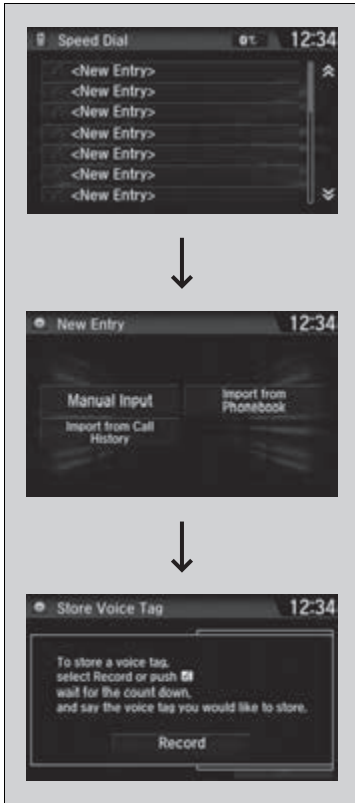 Speed Dial
12:34
<New Entry>
<New Entry>
<New Entry>
<New Entry>
<New Entry>
<New Entry>
<New Entry>
New Entry
12:34
Manual Input
Import from
Phonebook
Import from Call
History
Store Voice Tag
12:34
To store a voice tag,
select Record or push
wait for the count down,
and say the voice tag you would like to store.
Record